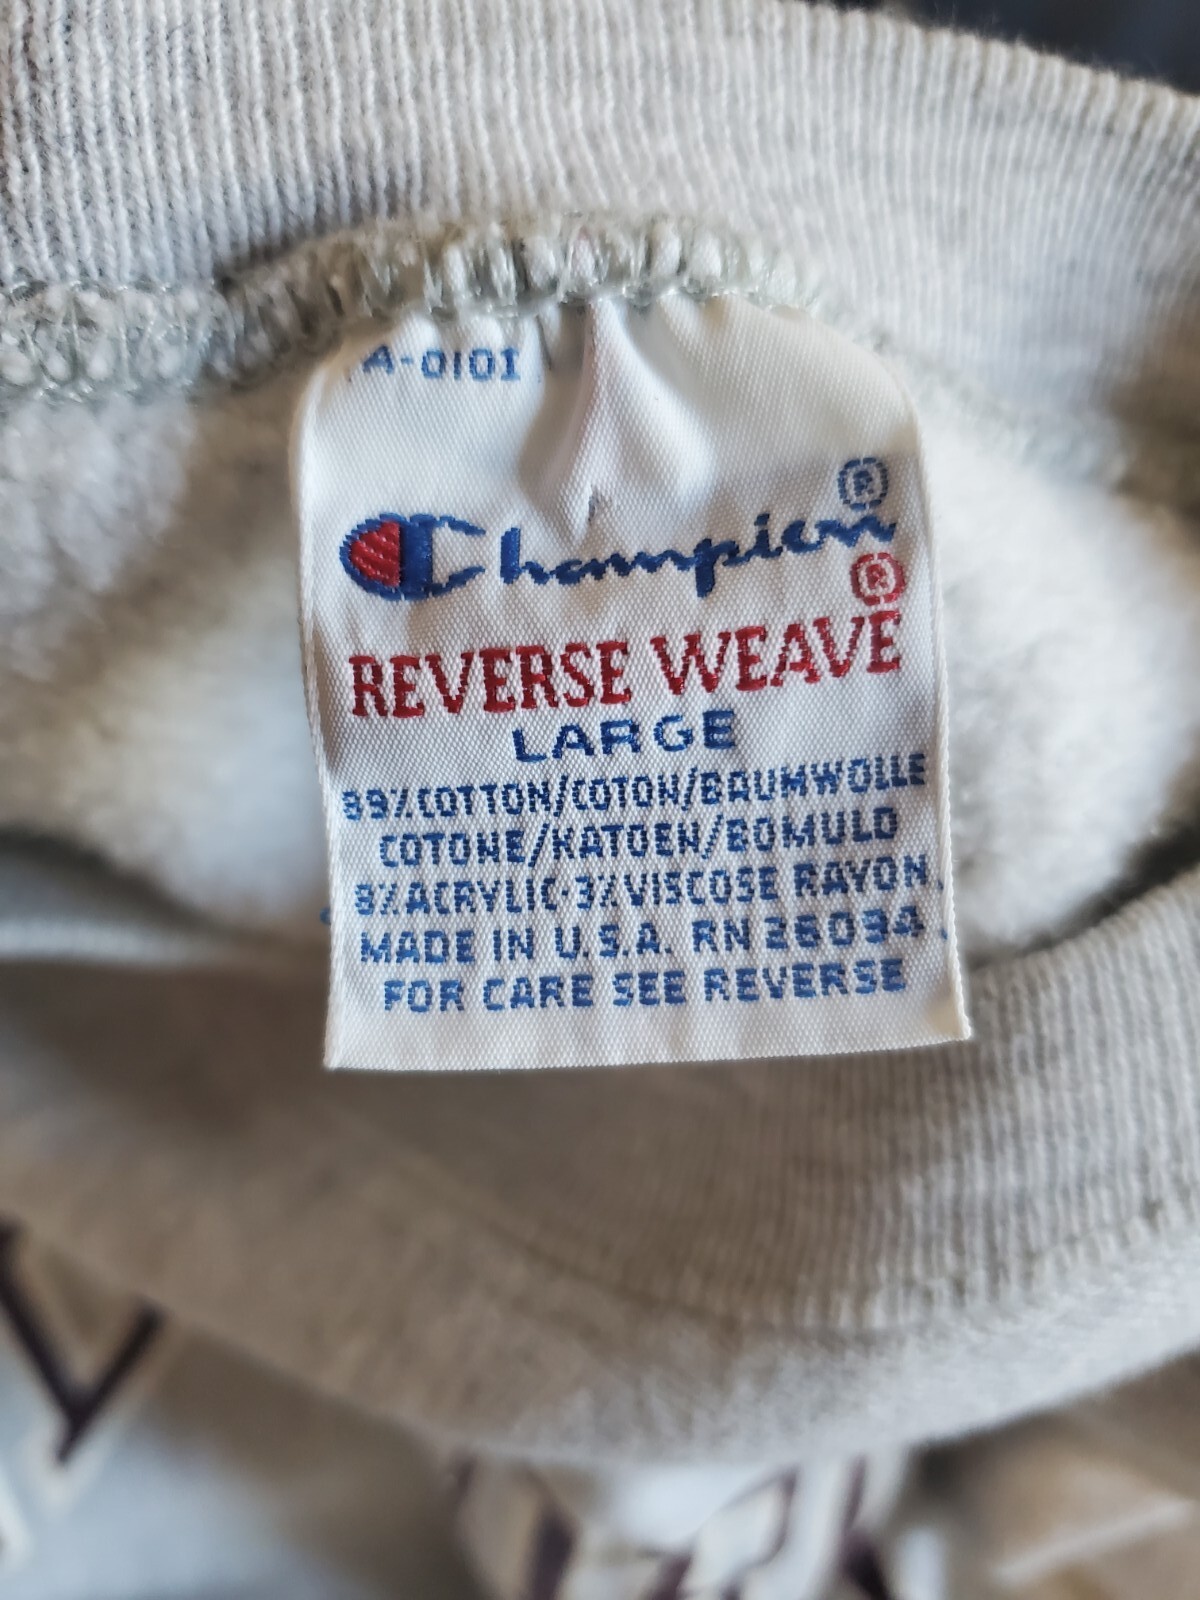 A-0101
Champion®
REVERSE WEAVE®
LARGE
89%COTTON/COTON/BAUMWOLLE
COTONE/KATOEN/BOMULD
8%ACRYLIC·3%VISCOSE RAYON
MADE IN U.S.A. RN 26094
FOR CARE SEE REVERSE